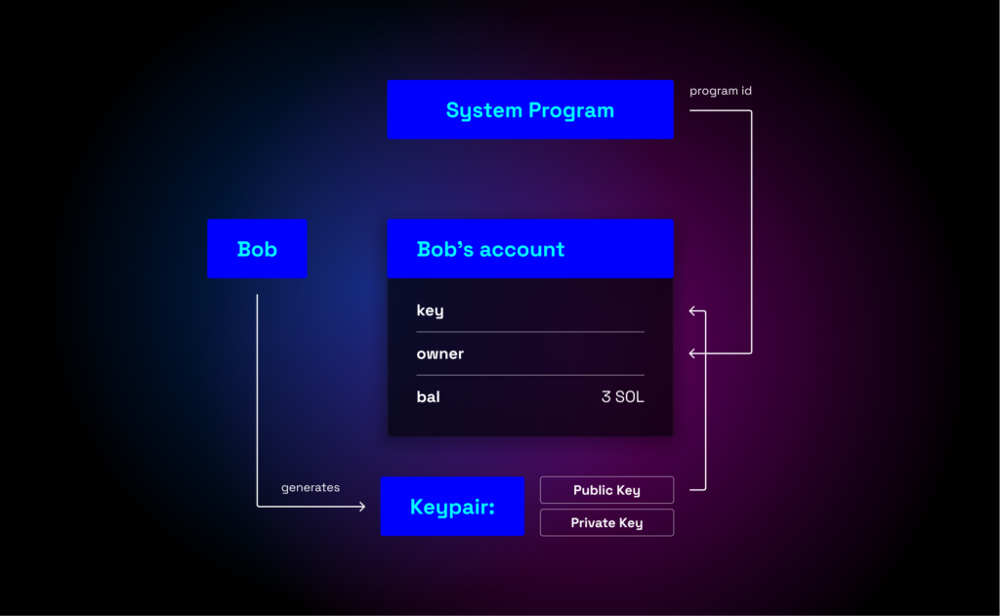 System Program
program id
Bob
Bob's account
key
owner
bal 3 SOL
generates
Keypair:
Public Key
Private Key